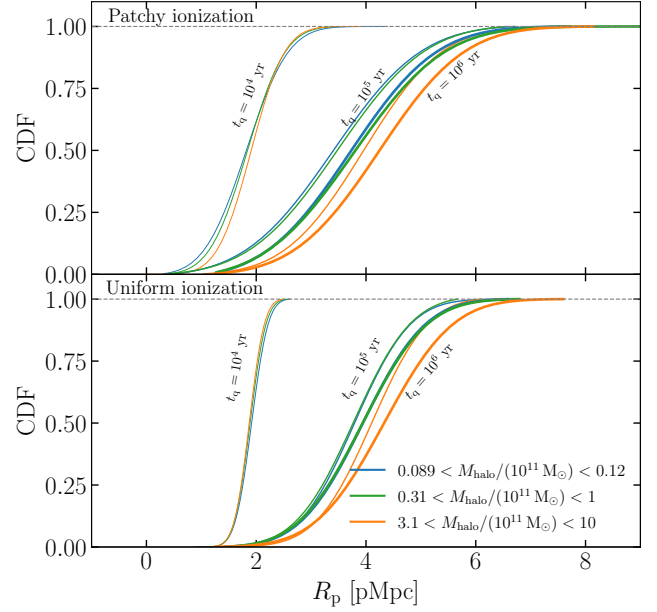 Patchy ionization
1.00
0.75
0.50
0.25
0.00
CDF
t_q = 10^4 yr
t_q = 10^5 yr
t_q = 10^6 yr
Uniform ionization
1.00
0.75
0.50
0.25
0.00
CDF
t_q = 10^4 yr
t_q = 10^5 yr
t_q = 10^6 yr
0.089 < M_halo/(10^11 M_⊙) < 0.12
0.31 < M_halo/(10^11 M_⊙) < 1
3.1 < M_halo/(10^11 M_⊙) < 10
0 2 4 6 8
R_p [pMpc]